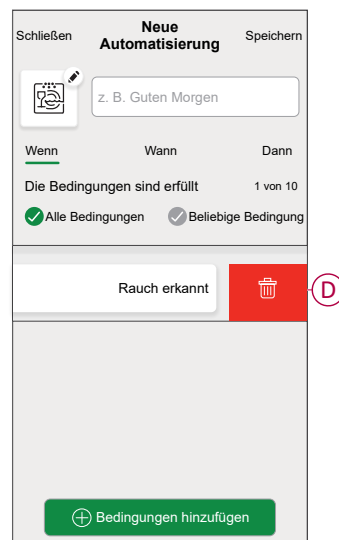 Schließen
Neue
Automatisierung
Speichern
z. B. Guten Morgen
Wenn
Wann
Dann
Die Bedingungen sind erfüllt
1 von 10
Alle Bedingungen
Beliebige Bedingung
Rauch erkannt
D
Bedingungen hinzufügen